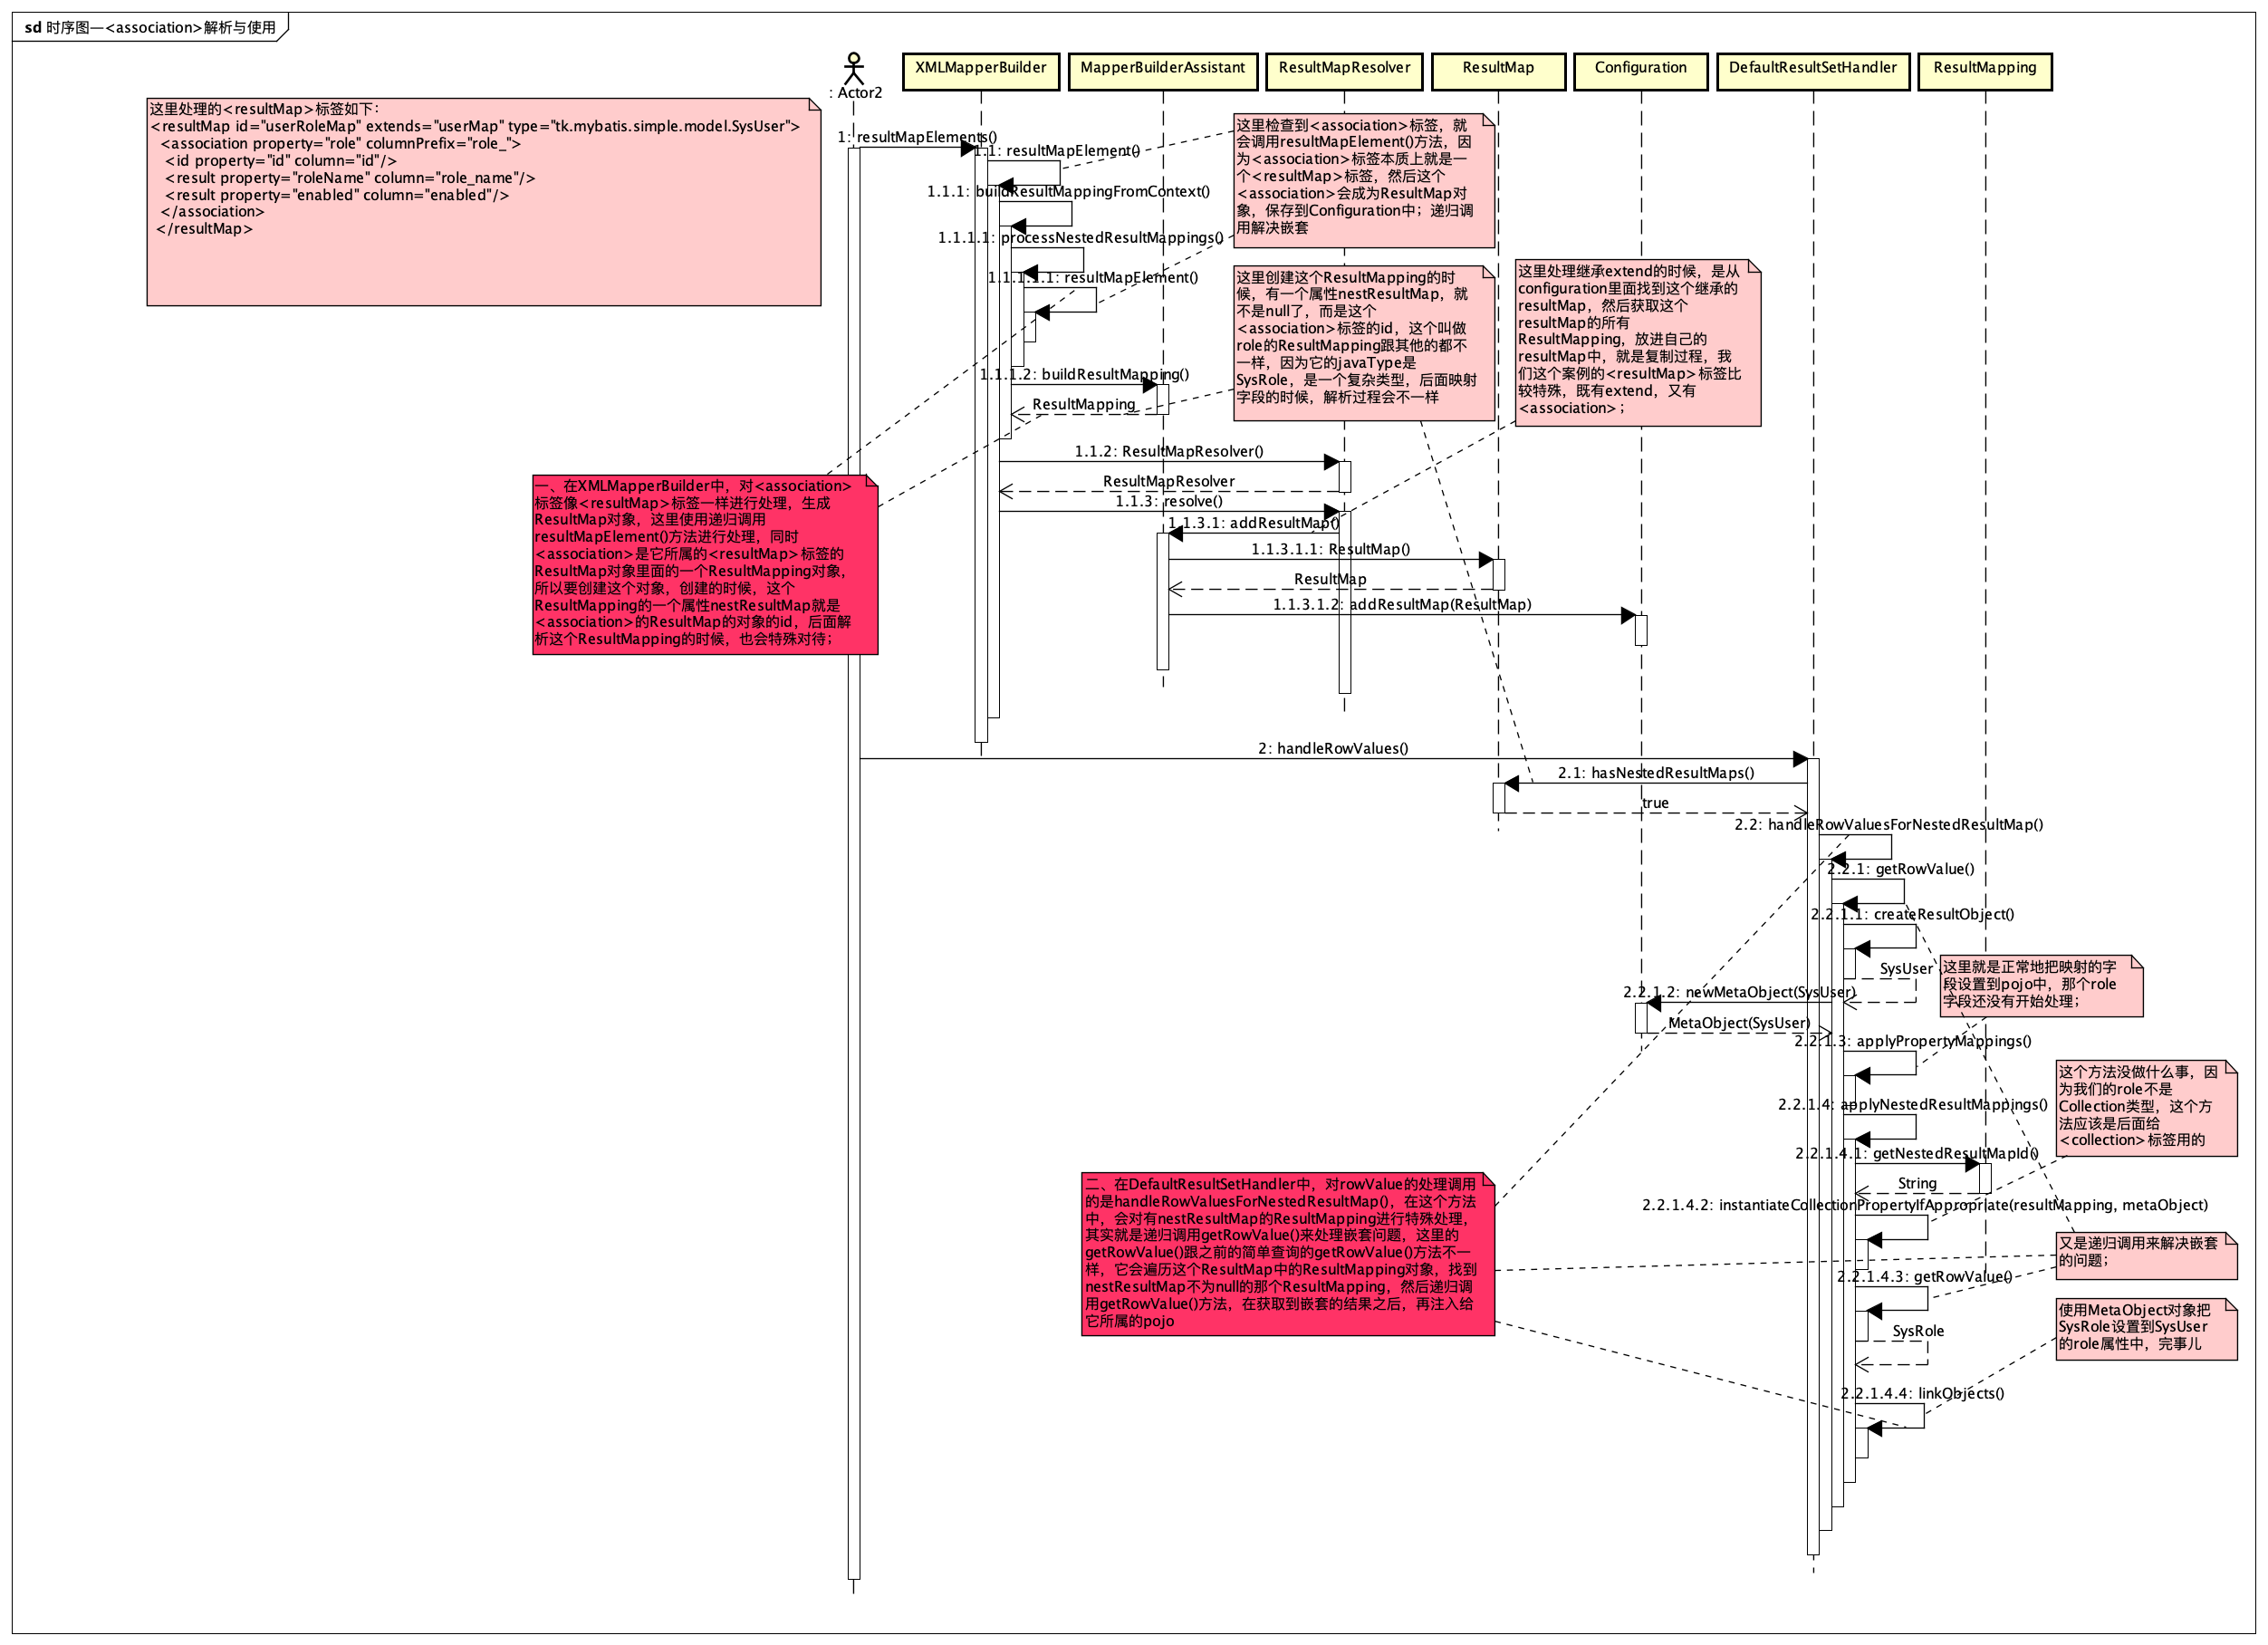 sd 时序图—<association>解析与使用
: Actor2
XMLMapperBuilder
MapperBuilderAssistant
ResultMapResolver
ResultMap
Configuration
DefaultResultSetHandler
ResultMapping
这里处理的<resultMap>标签如下：
<resultMap id="userRoleMap" extends="userMap" type="tk.mybatis.simple.model.SysUser">
<association property="role" columnPrefix="role_">
<id property="id" column="id"/>
<result property="roleName" column="role_name"/>
<result property="enabled" column="enabled"/>
</association>
</resultMap>
1: resultMapElements()
1.1: resultMapElement()
1.1.1: buildResultMappingFromContext()
1.1.1.1: processNestedResultMappings()
1.1.1.1.1: resultMapElement()
1.1.1.2: buildResultMapping()
ResultMapping
这里检查到<association>标签，就
会调用resultMapElement()方法，因
为<association>标签本质上就是一
个<resultMap>标签，然后这个
<association>会成为ResultMap对
象，保存到Configuration中；递归调
用解决嵌套
这里创建这个ResultMapping的时
候，有一个属性nestResultMap，就
不是null了，而是这个
<association>标签的id，这个叫做
role的ResultMapping跟其他的都不
一样，因为它的javaType是
SysRole，是一个复杂类型，后面映射
字段的时候，解析过程会不一样
这里处理继承extend的时候，是从
configuration里面找到这个继承的
resultMap，然后获取这个
resultMap的所有
ResultMapping，放进自己的
resultMap中，就是复制过程，我
们这个案例的<resultMap>标签比
较特殊，既有extend，又有
<association>；
1.1.2: ResultMapResolver()
ResultMapResolver
1.1.3: resolve()
1.1.3.1: addResultMap()
1.1.3.1.1: ResultMap()
ResultMap
1.1.3.1.2: addResultMap(ResultMap)
一、在XMLMapperBuilder中，对<association>
标签像<resultMap>标签一样进行处理，生成
ResultMap对象，这里使用递归调用
resultMapElement()方法进行处理，同时
<association>是它所属的<resultMap>标签的
ResultMap对象里面的一个ResultMapping对象，
所以要创建这个对象，创建的时候，这个
ResultMapping的一个属性nestResultMap就是
<association>的ResultMap的对象的id，后面解
析这个ResultMapping的时候，也会特殊对待；
2: handleRowValues()
2.1: hasNestedResultMaps()
true
2.2: handleRowValuesForNestedResultMap()
2.2.1: getRowValue()
2.2.1.1: createResultObject()
SysUser
2.2.1.2: newMetaObject(SysUser)
MetaObject(SysUser)
这里就是正常地把映射的字
段设置到pojo中，那个role
字段还没有开始处理；
2.2.1.3: applyPropertyMappings()
2.2.1.4: applyNestedResultMappings()
这个方法没做什么事，因
为我们的role不是
Collection类型，这个方
法应该是后面给
<collection>标签用的
2.2.1.4.1: getNestedResultMapId()
String
2.2.1.4.2: instantiateCollectionPropertyIfAppropriate(resultMapping, metaObject)
二、在DefaultResultSetHandler中，对rowValue的处理调用
的是handleRowValuesForNestedResultMap()，在这个方法
中，会对有nestResultMap的ResultMapping进行特殊处理，
其实就是递归调用getRowValue()来处理嵌套问题，这里的
getRowValue()跟之前的简单查询的getRowValue()方法不一
样，它会遍历这个ResultMap中的ResultMapping对象，找到
nestResultMap不为null的那个ResultMapping，然后递归调
用getRowValue()方法，在获取到嵌套的结果之后，再注入给
它所属的pojo
又是递归调用来解决嵌套
的问题；
2.2.1.4.3: getRowValue()
SysRole
使用MetaObject对象把
SysRole设置到SysUser
的role属性中，完事儿
2.2.1.4.4: linkObjects()